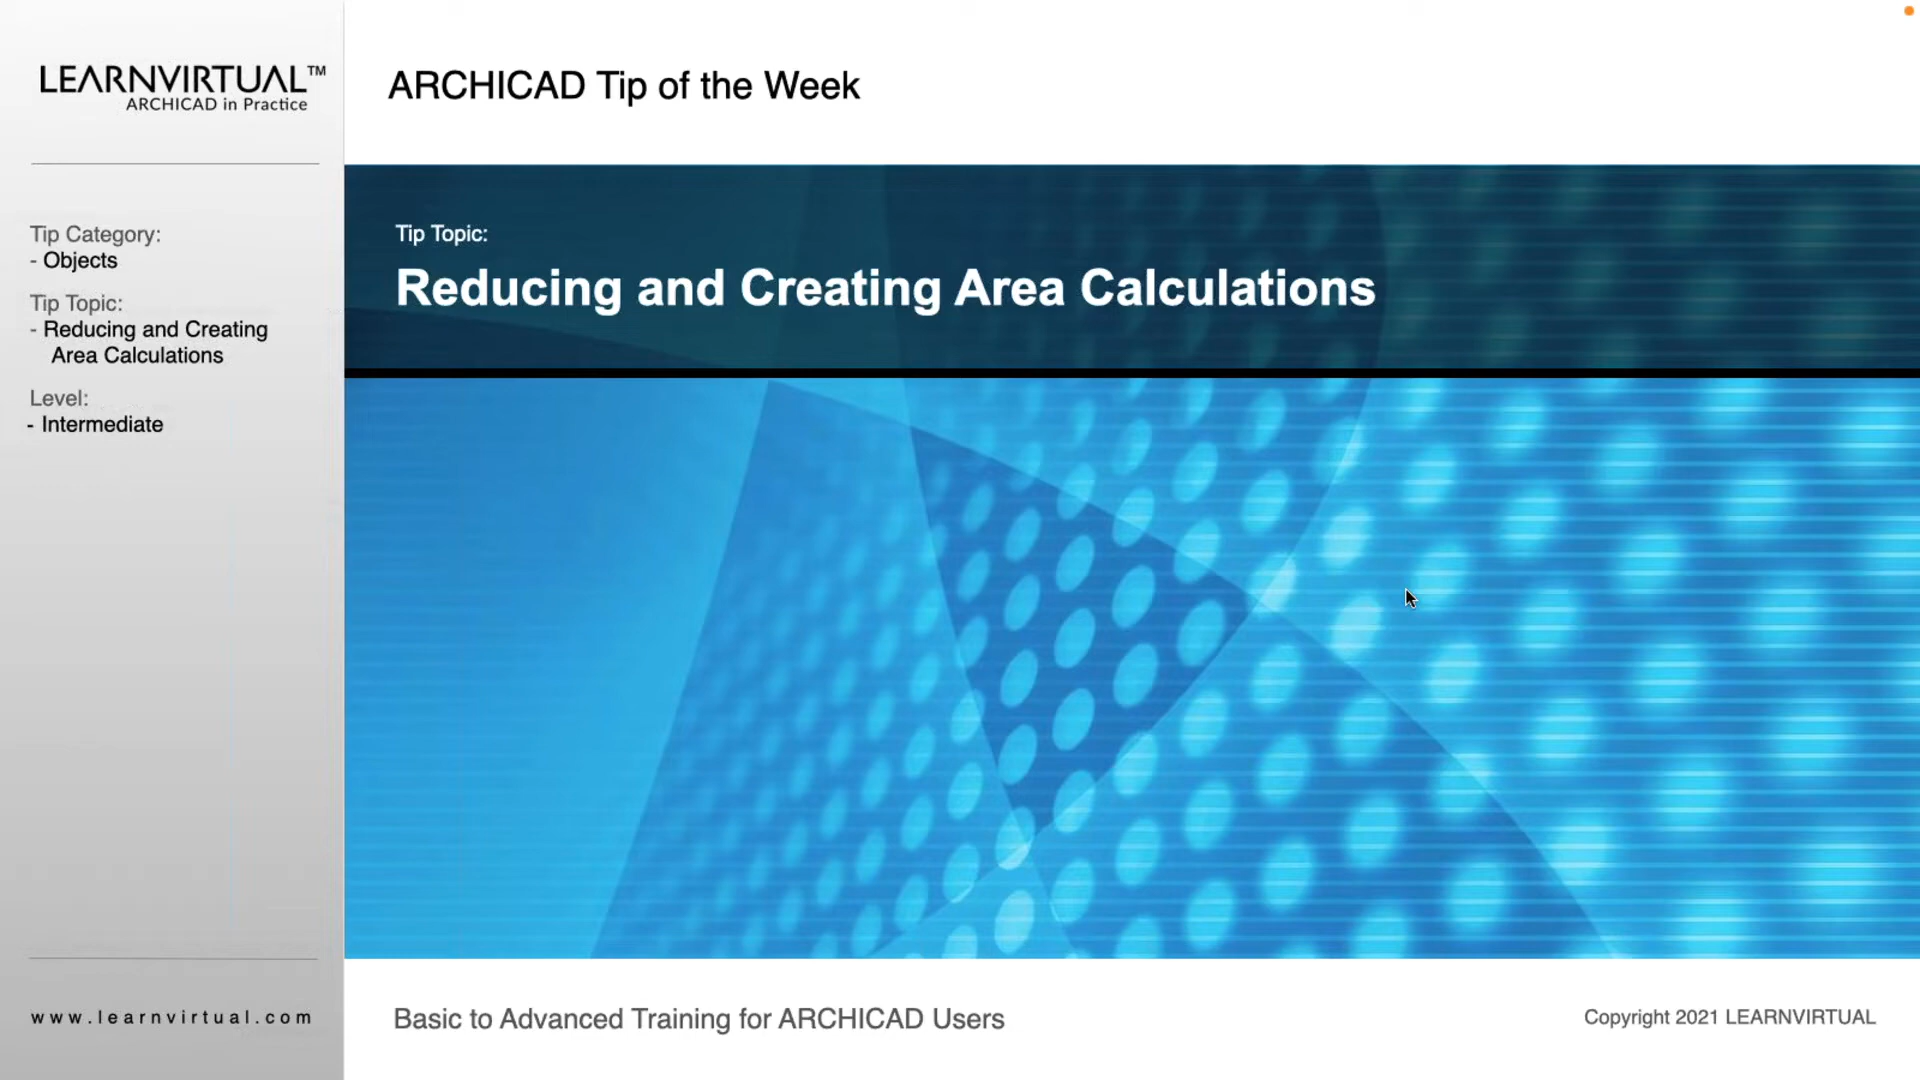 LEARNVIRTUAL™
ARCHICAD in Practice
Tip Category:
- Objects
Tip Topic:
- Reducing and Creating
Area Calculations
Level:
- Intermediate
www.learnvirtual.com
ARCHICAD Tip of the Week
Tip Topic:
Reducing and Creating Area Calculations
Basic to Advanced Training for ARCHICAD Users
Copyright 2021 LEARNVIRTUAL